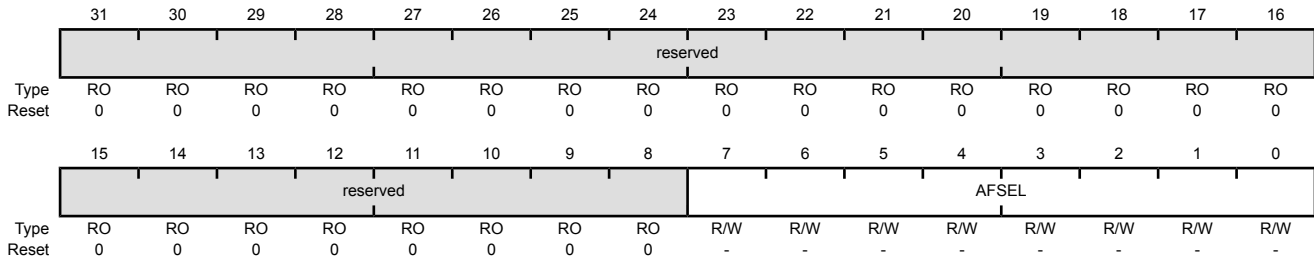 31 30 29 28 27 26 25 24 23 22 21 20 19 18 17 16
reserved
Type RO RO RO RO RO RO RO RO RO RO RO RO RO RO RO RO
Reset 0 0 0 0 0 0 0 0 0 0 0 0 0 0 0 0
15 14 13 12 11 10 9 8 7 6 5 4 3 2 1 0
reserved AFSEL
Type RO RO RO RO RO RO RO RO R/W R/W R/W R/W R/W R/W R/W R/W
Reset 0 0 0 0 0 0 0 0 - - - - - - - -